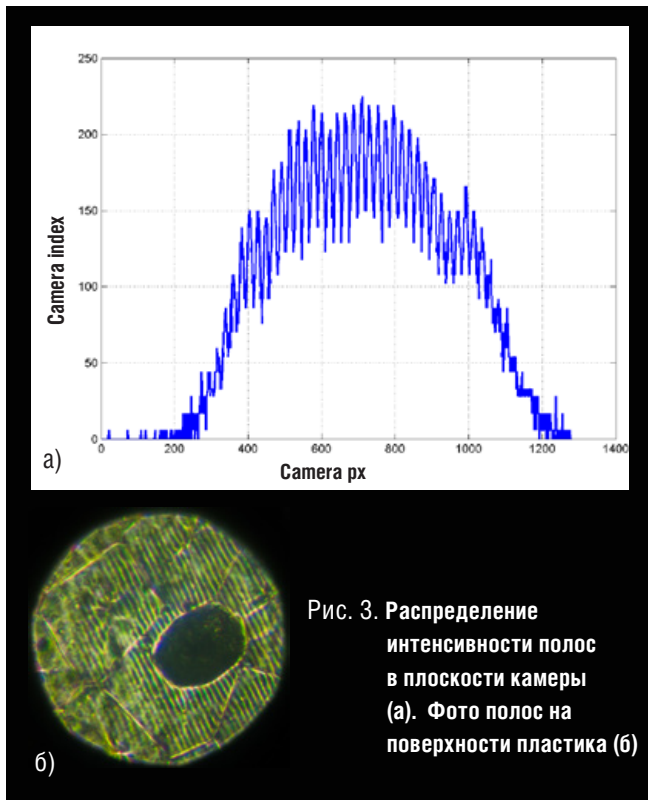 250
200
150
100
50
0
Camera index
0 200 400 600 800 1000 1200 1400
Camera px
а)
б)
Рис. 3. Распределение
интенсивности полос
в плоскости камеры
(а). Фото полос на
поверхности пластика (б)